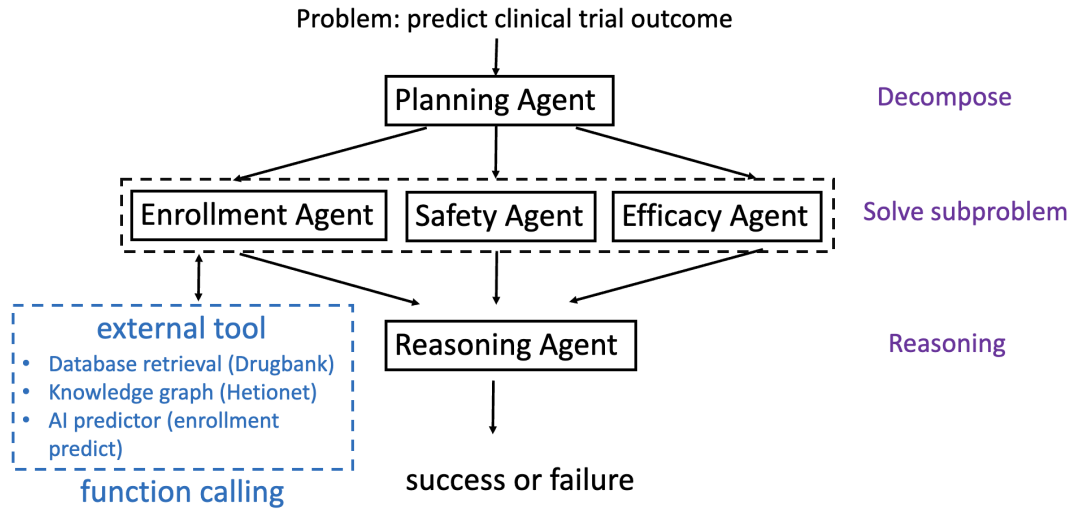 Problem: predict clinical trial outcome
Planning Agent
Decompose
Enrollment Agent
Safety Agent
Efficacy Agent
Solve subproblem
external tool
• Database retrieval (Drugbank)
• Knowledge graph (Hetionet)
• AI predictor (enrollment
predict)
function calling
Reasoning Agent
Reasoning
success or failure